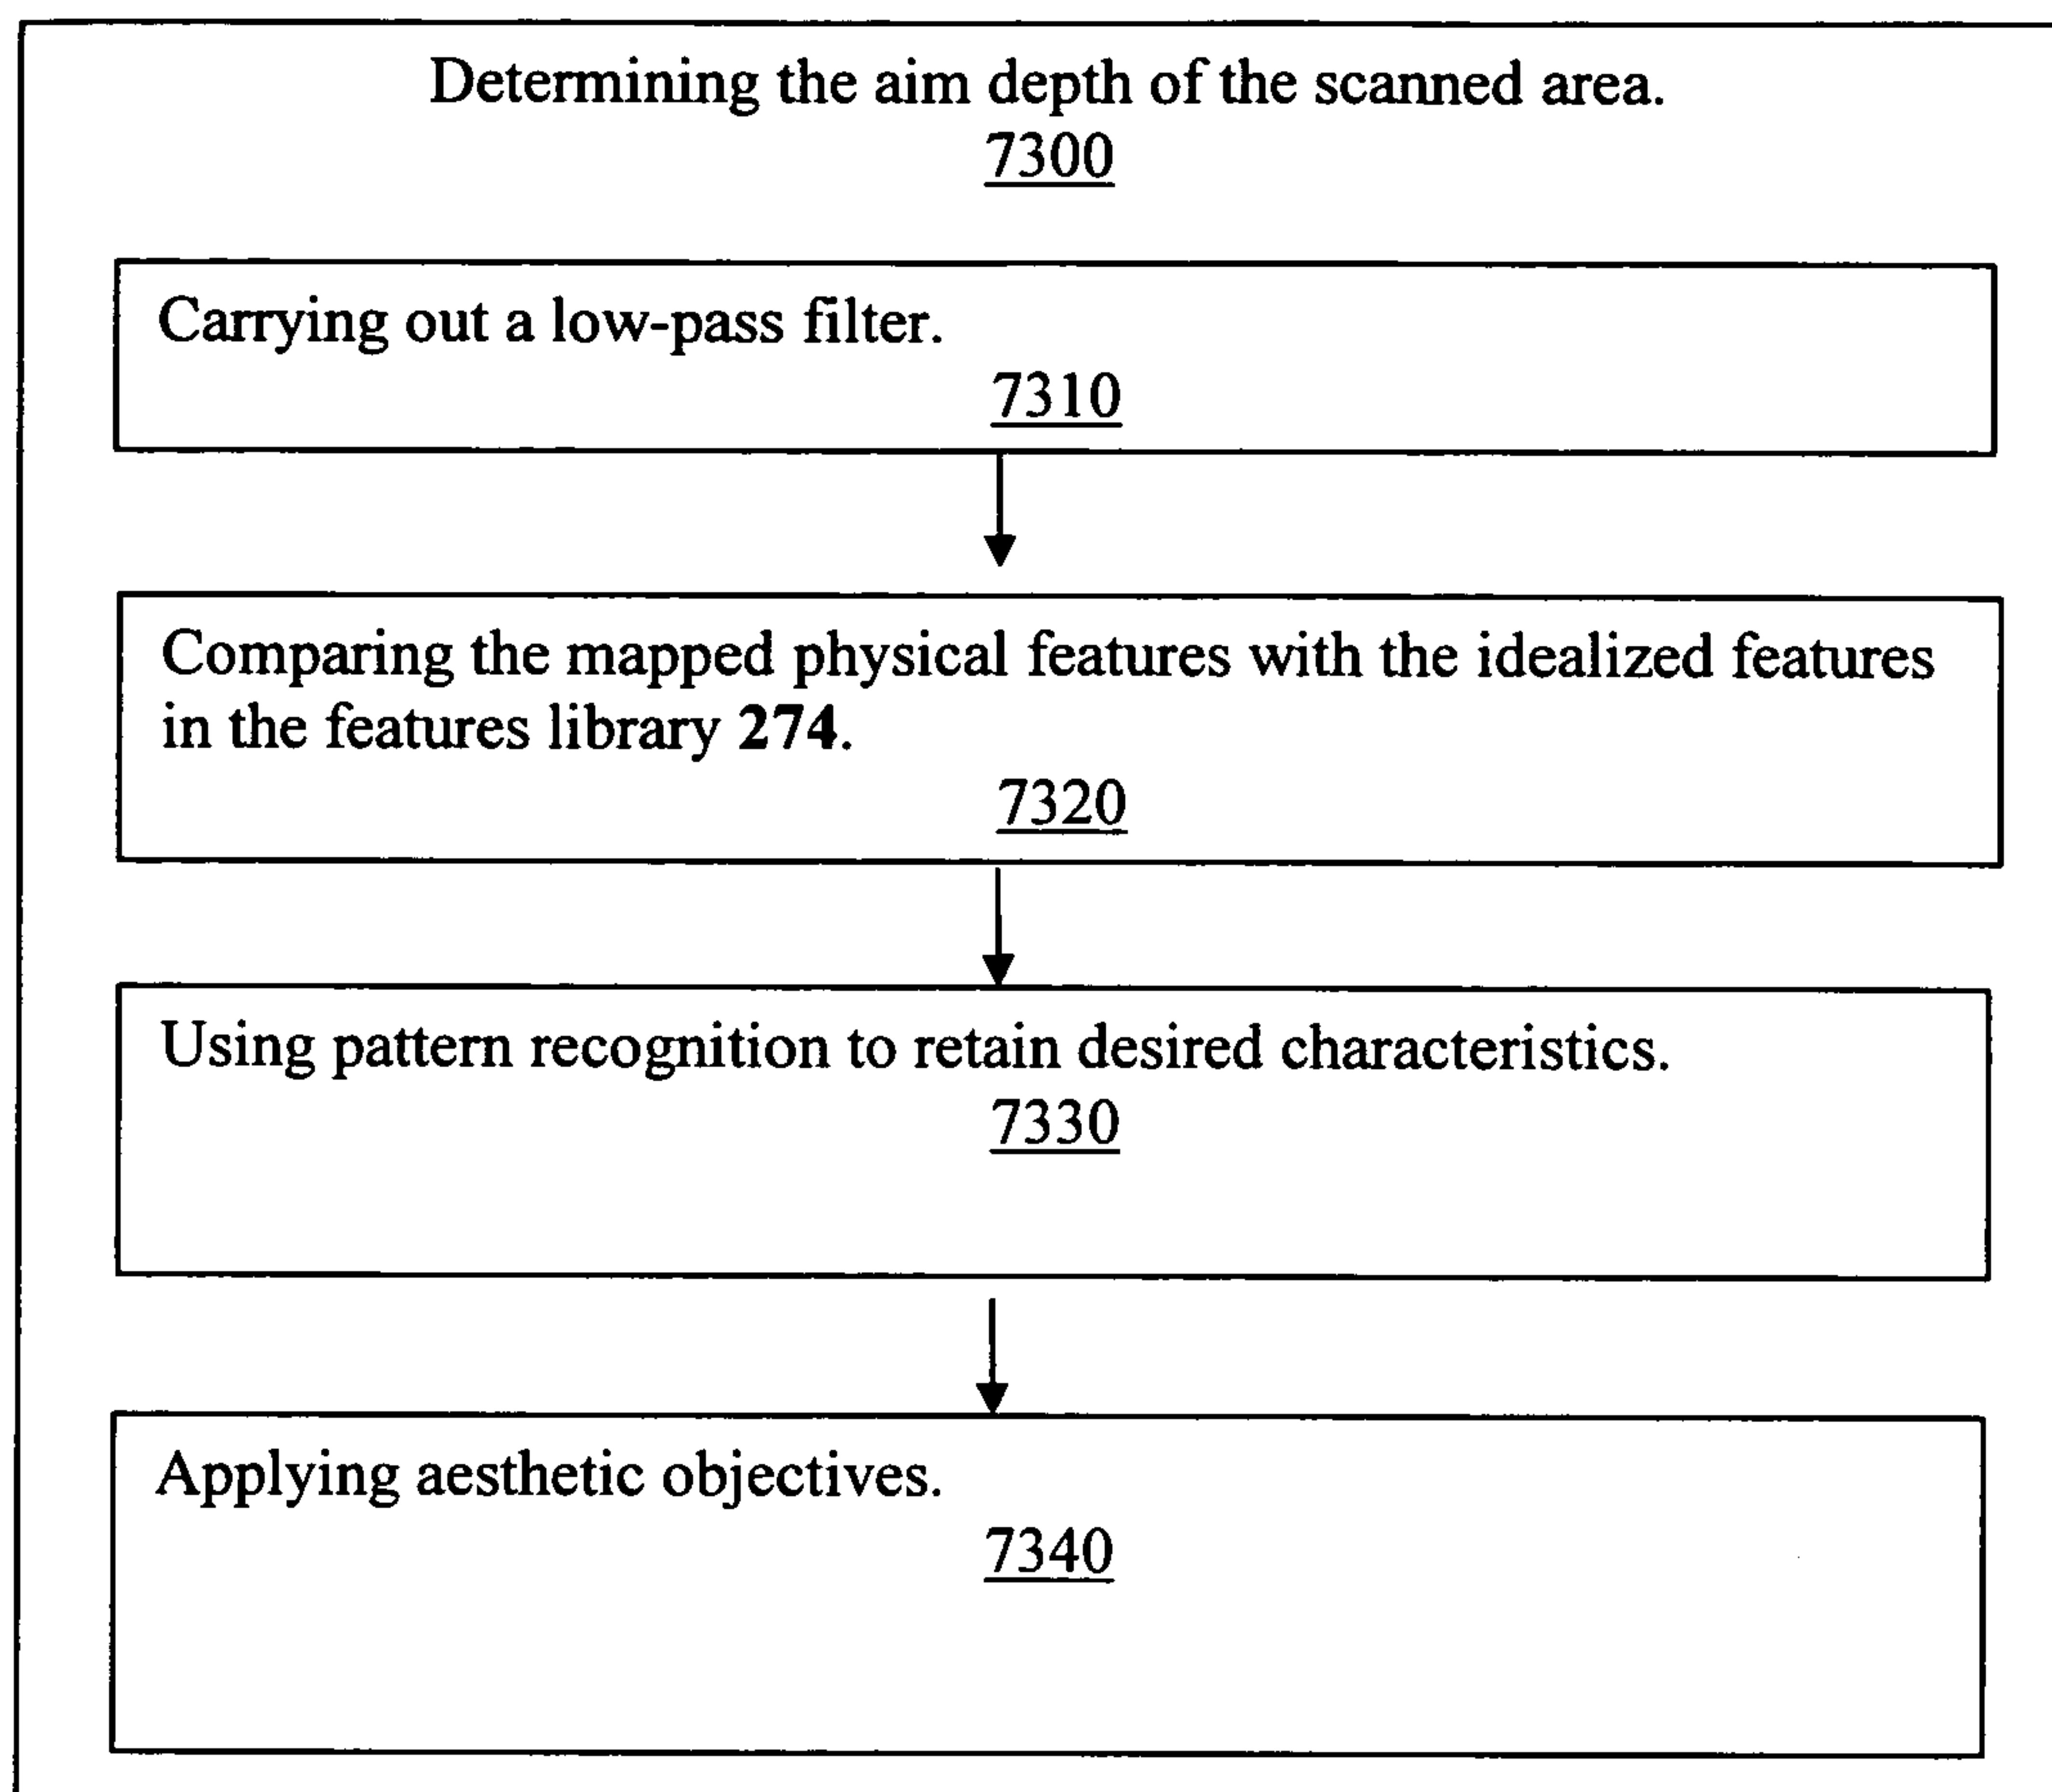 Determining the aim depth of the scanned area.
7300
Carrying out a low-pass filter.
7310
Comparing the mapped physical features with the idealized features
in the features library 274.
7320
Using pattern recognition to retain desired characteristics.
7330
Applying aesthetic objectives.
7340